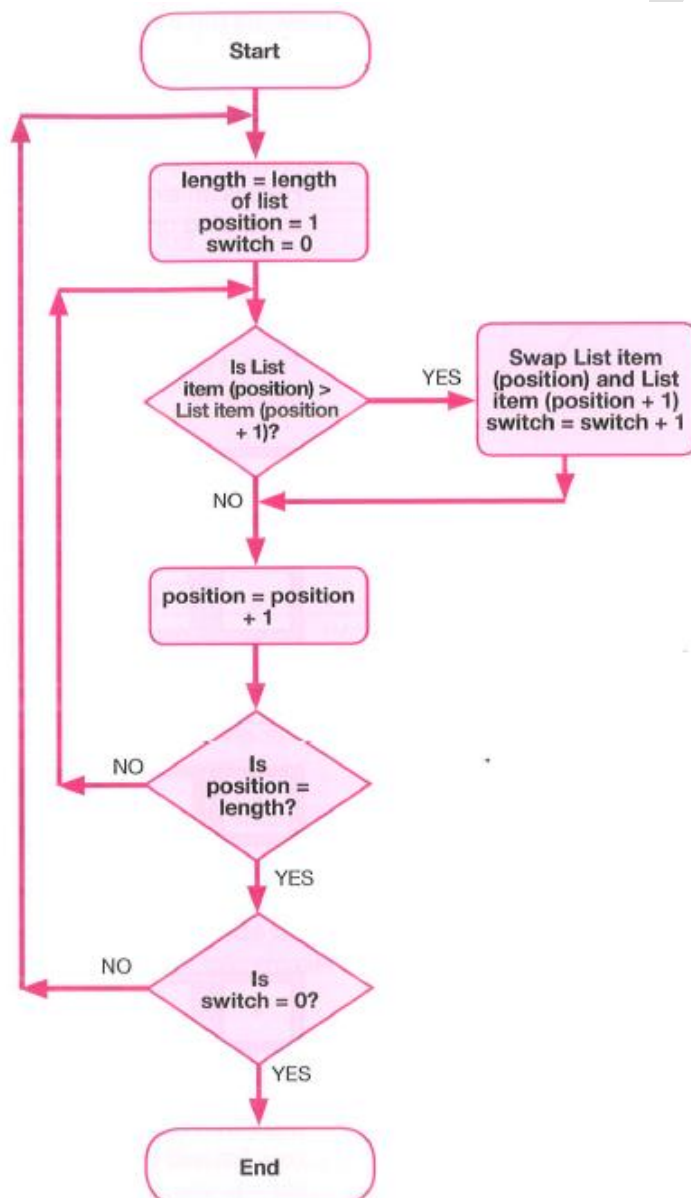 Start
length = length
of list
position = 1
switch = 0
Is List
item (position) >
List item (position
+ 1)?
YES
Swap List item
(position) and List
item (position + 1)
switch = switch + 1
NO
position = position
+ 1
NO
Is
position =
length?
YES
NO
Is
switch = 0?
YES
End